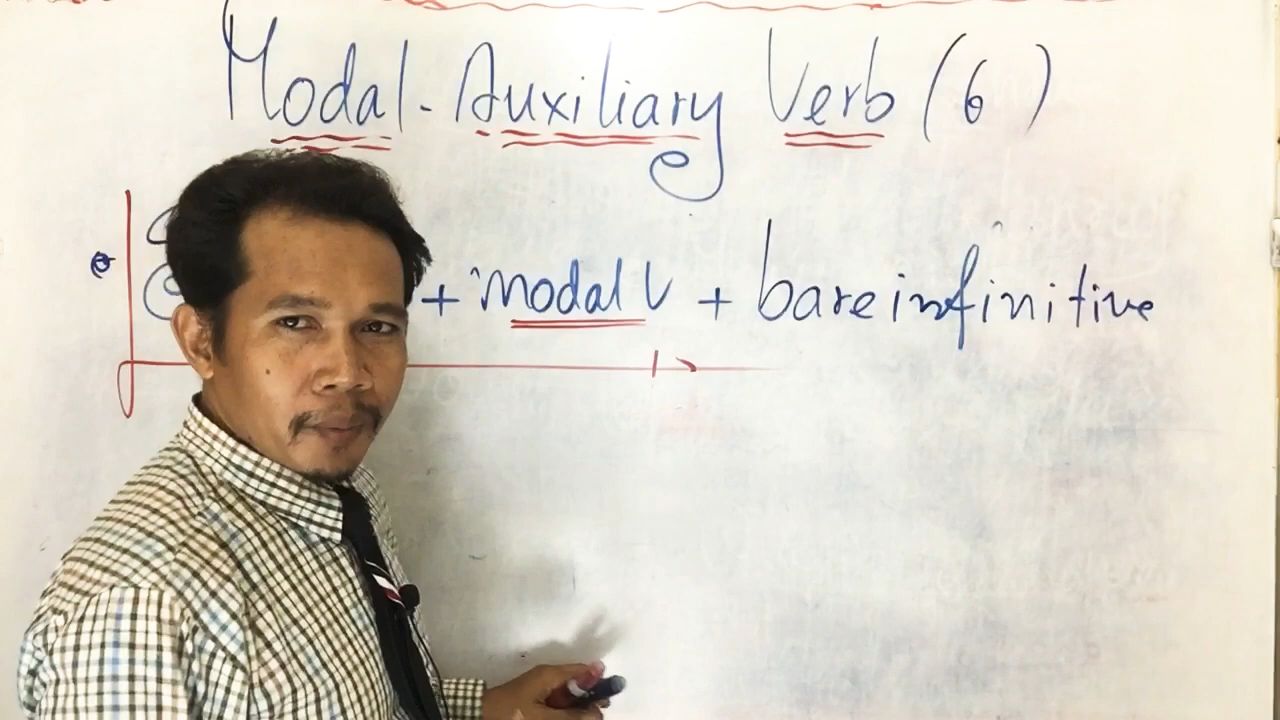 Modal-Auxiliary Verb (6)
+ modal V + bare infinitive